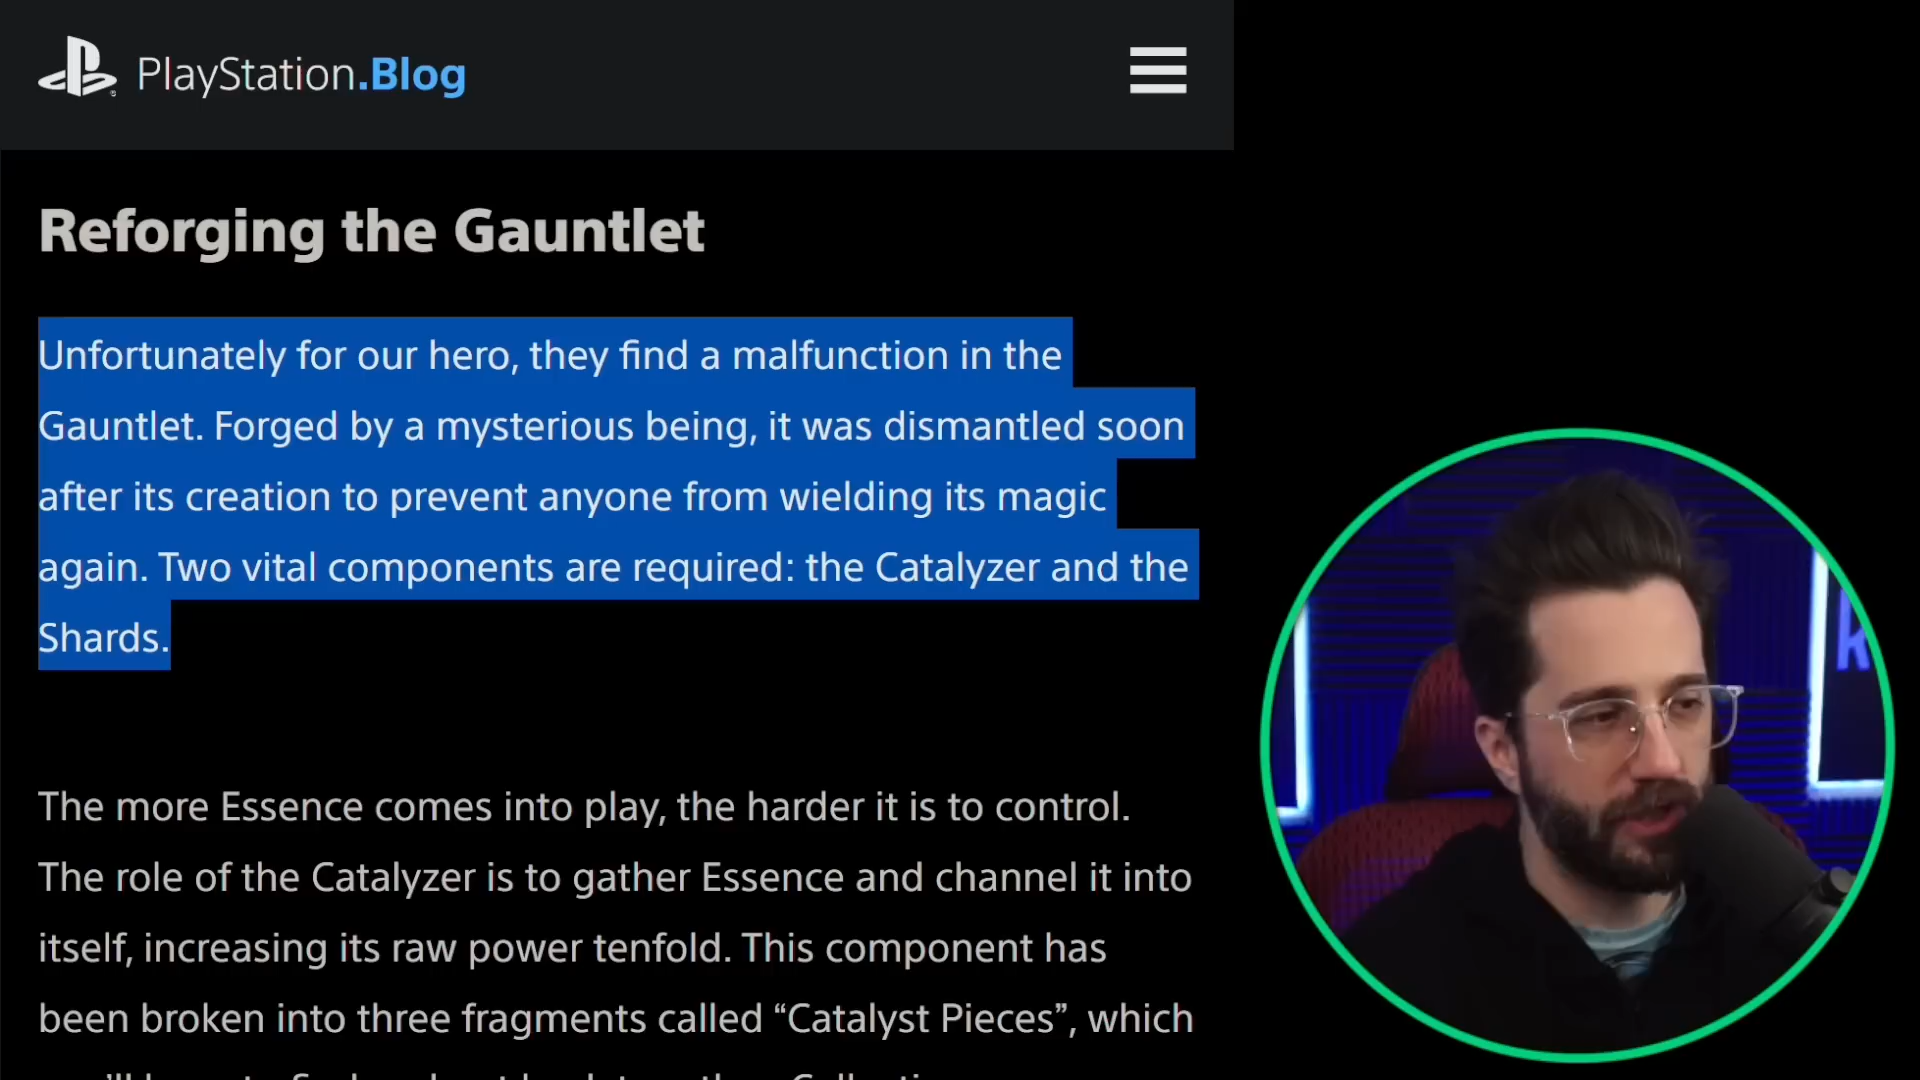 PlayStation.Blog
Reforging the Gauntlet
Unfortunately for our hero, they find a malfunction in the
Gauntlet. Forged by a mysterious being, it was dismantled soon
after its creation to prevent anyone from wielding its magic
again. Two vital components are required: the Catalyzer and the
Shards.
The more Essence comes into play, the harder it is to control.
The role of the Catalyzer is to gather Essence and channel it into
itself, increasing its raw power tenfold. This component has
been broken into three fragments called “Catalyst Pieces”, which